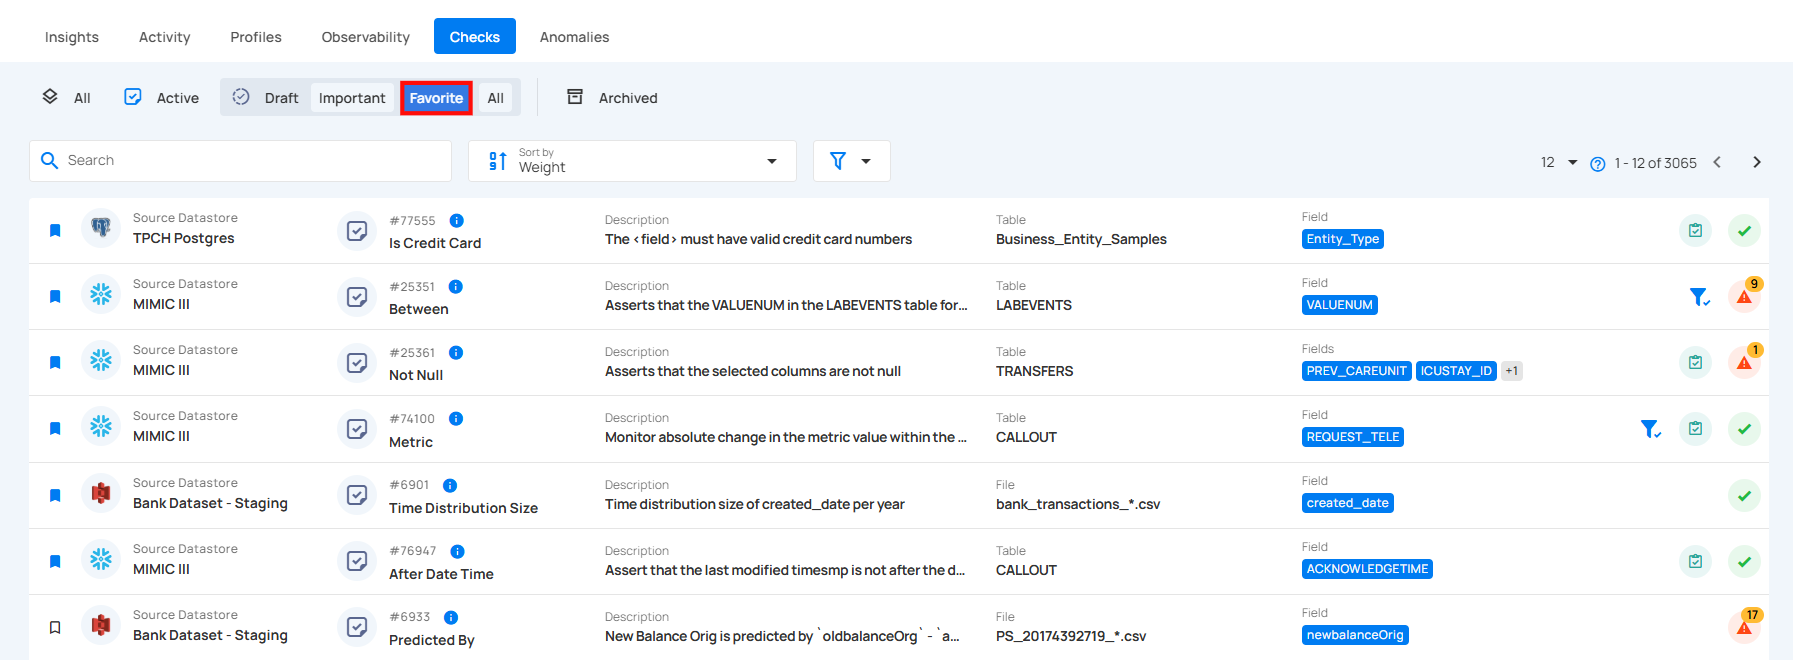 Insights Activity Profiles Observability Checks Anomalies
All Active Draft Important Favorite All Archived
Search
Sort by
Weight
12 1 - 12 of 3065
Source Datastore #77555 Description Table Field
TPCH Postgres Is Credit Card The <field> must have valid credit card numbers Business_Entity_Samples Entity_Type
Source Datastore #25351 Description Table Field 9
MIMIC III Between Asserts that the VALUENUM in the LABEVENTS table for... LABEVENTS VALUENUM
Source Datastore #25361 Description Table Fields 1
MIMIC III Not Null Asserts that the selected columns are not null TRANSFERS PREV_CAREUNIT ICUSTAY_ID +1
Source Datastore #74100 Description Table Field
MIMIC III Metric Monitor absolute change in the metric value within the ... CALLOUT REQUEST_TELE
Source Datastore #6901 Description File Field
Bank Dataset - Staging Time Distribution Size Time distribution size of created_date per year bank_transactions_*.csv created_date
Source Datastore #76947 Description Table Field
MIMIC III After Date Time Assert that the last modified timesmp is not after the d... CALLOUT ACKNOWLEDGETIME
Source Datastore #6933 Description File Field 17
Bank Dataset - Staging Predicted By New Balance Orig is predicted by `oldbalanceOrg` - `a... PS_20174392719_*.csv newbalanceOrig